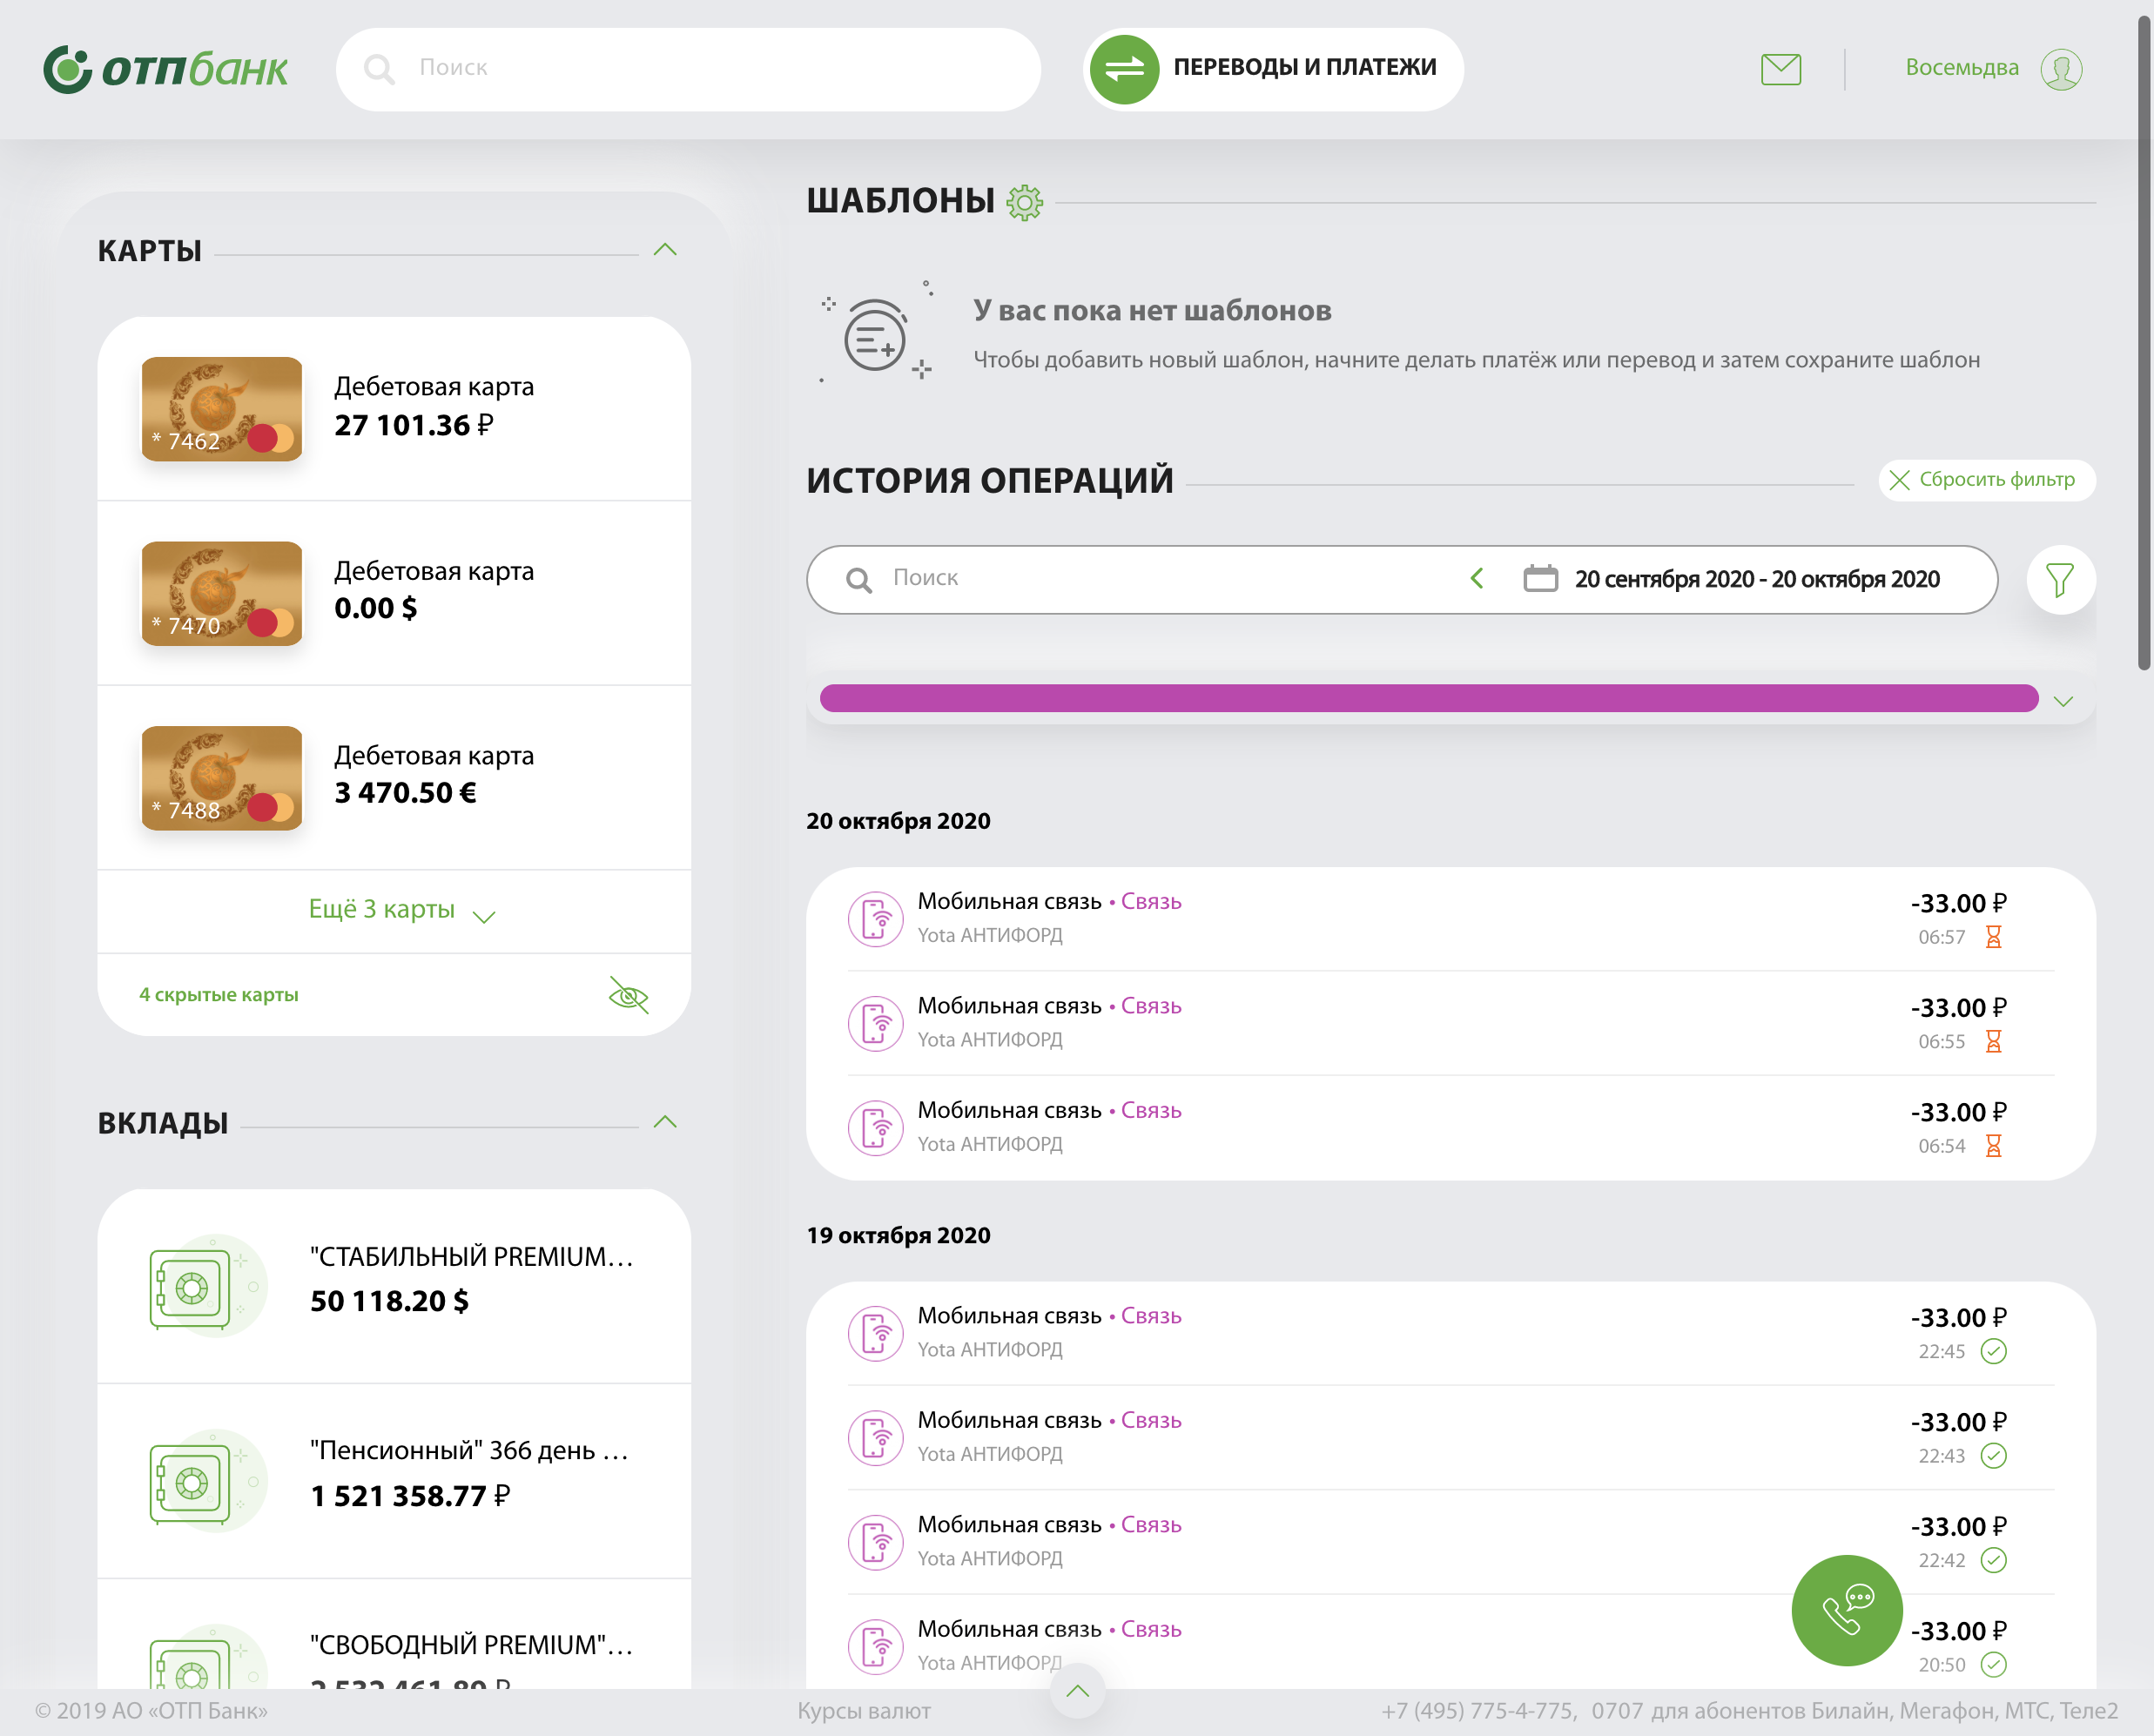 ОТПбанк
Поиск
ПЕРЕВОДЫ И ПЛАТЕЖИ
Восемьдва
КАРТЫ
* 7462
Дебетовая карта
27 101.36 ₽
* 7470
Дебетовая карта
0.00 $
* 7488
Дебетовая карта
3 470.50 €
Ещё 3 карты
4 скрытые карты
ВКЛАДЫ
"СТАБИЛЬНЫЙ PREMIUM…
50 118.20 $
"Пенсионный" 366 день …
1 521 358.77 ₽
"СВОБОДНЫЙ PREMIUM"…
ШАБЛОНЫ
У вас пока нет шаблонов
Чтобы добавить новый шаблон, начните делать платёж или перевод и затем сохраните шаблон
ИСТОРИЯ ОПЕРАЦИЙ
Сбросить фильтр
Поиск
20 сентября 2020 - 20 октября 2020
20 октября 2020
Мобильная связь • Связь
-33.00 ₽
Yota АНТИФОРД
06:57
Мобильная связь • Связь
-33.00 ₽
Yota АНТИФОРД
06:55
Мобильная связь • Связь
-33.00 ₽
Yota АНТИФОРД
06:54
19 октября 2020
Мобильная связь • Связь
-33.00 ₽
Yota АНТИФОРД
22:45
Мобильная связь • Связь
-33.00 ₽
Yota АНТИФОРД
22:43
Мобильная связь • Связь
-33.00 ₽
Yota АНТИФОРД
22:42
Мобильная связь • Связь
-33.00 ₽
Yota АНТИФОРД
20:50
© 2019 АО «ОТП Банк»
Курсы валют
+7 (495) 775-4-775, 0707 для абонентов Билайн, Мегафон, МТС, Теле2